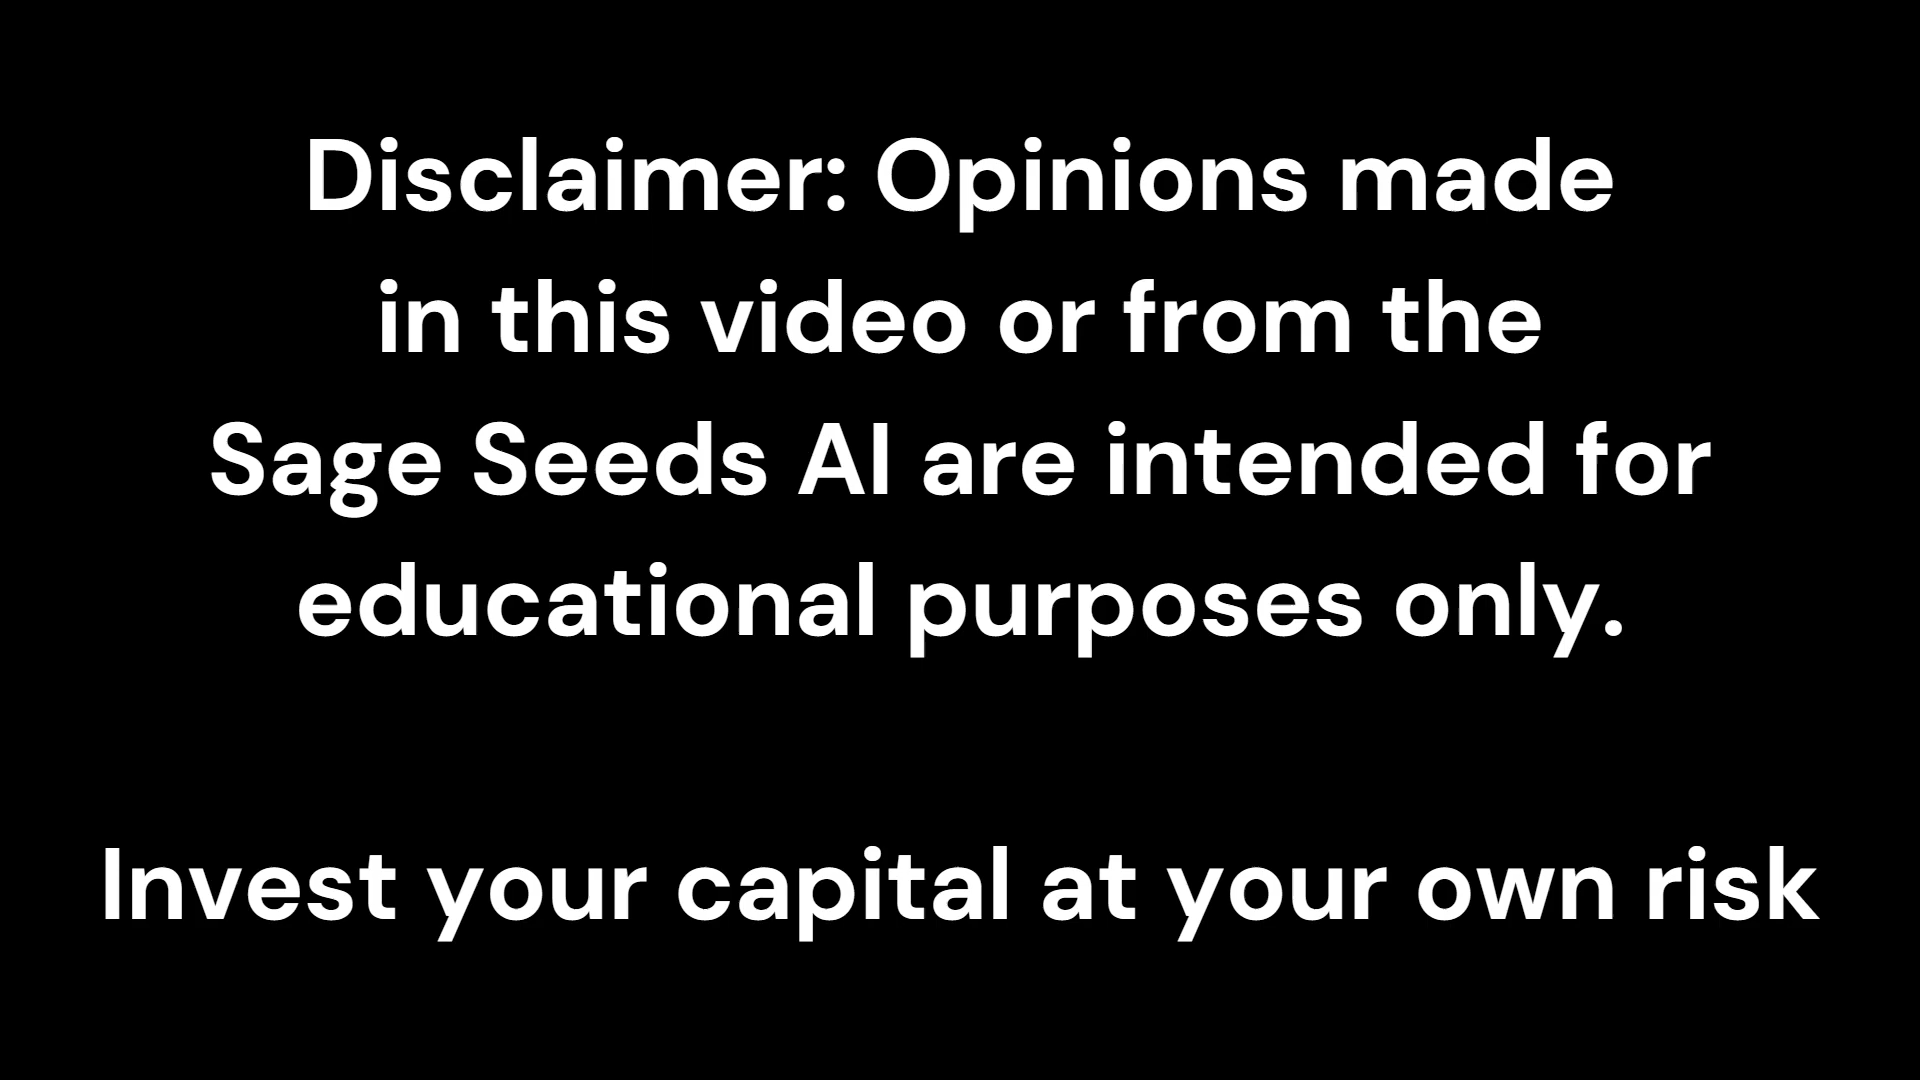 Disclaimer: Opinions made
in this video or from the
Sage Seeds AI are intended for
educational purposes only.
Invest your capital at your own risk